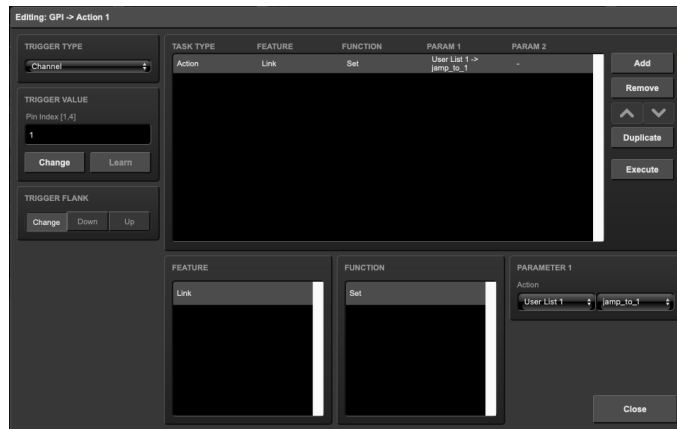 Editing: GPI -> Action 1
TRIGGER TYPE
Channel
TRIGGER VALUE
Pin Index [1,4]
1
Change Learn
TRIGGER FLANK
Change Down Up
TASK TYPE FEATURE FUNCTION PARAM 1 PARAM 2
Action Link Set User List 1 -> -
jamp_to_1
Add
Remove
Duplicate
Execute
FEATURE
Link
FUNCTION
Set
PARAMETER 1
Action
User List 1 jamp_to_1
Close